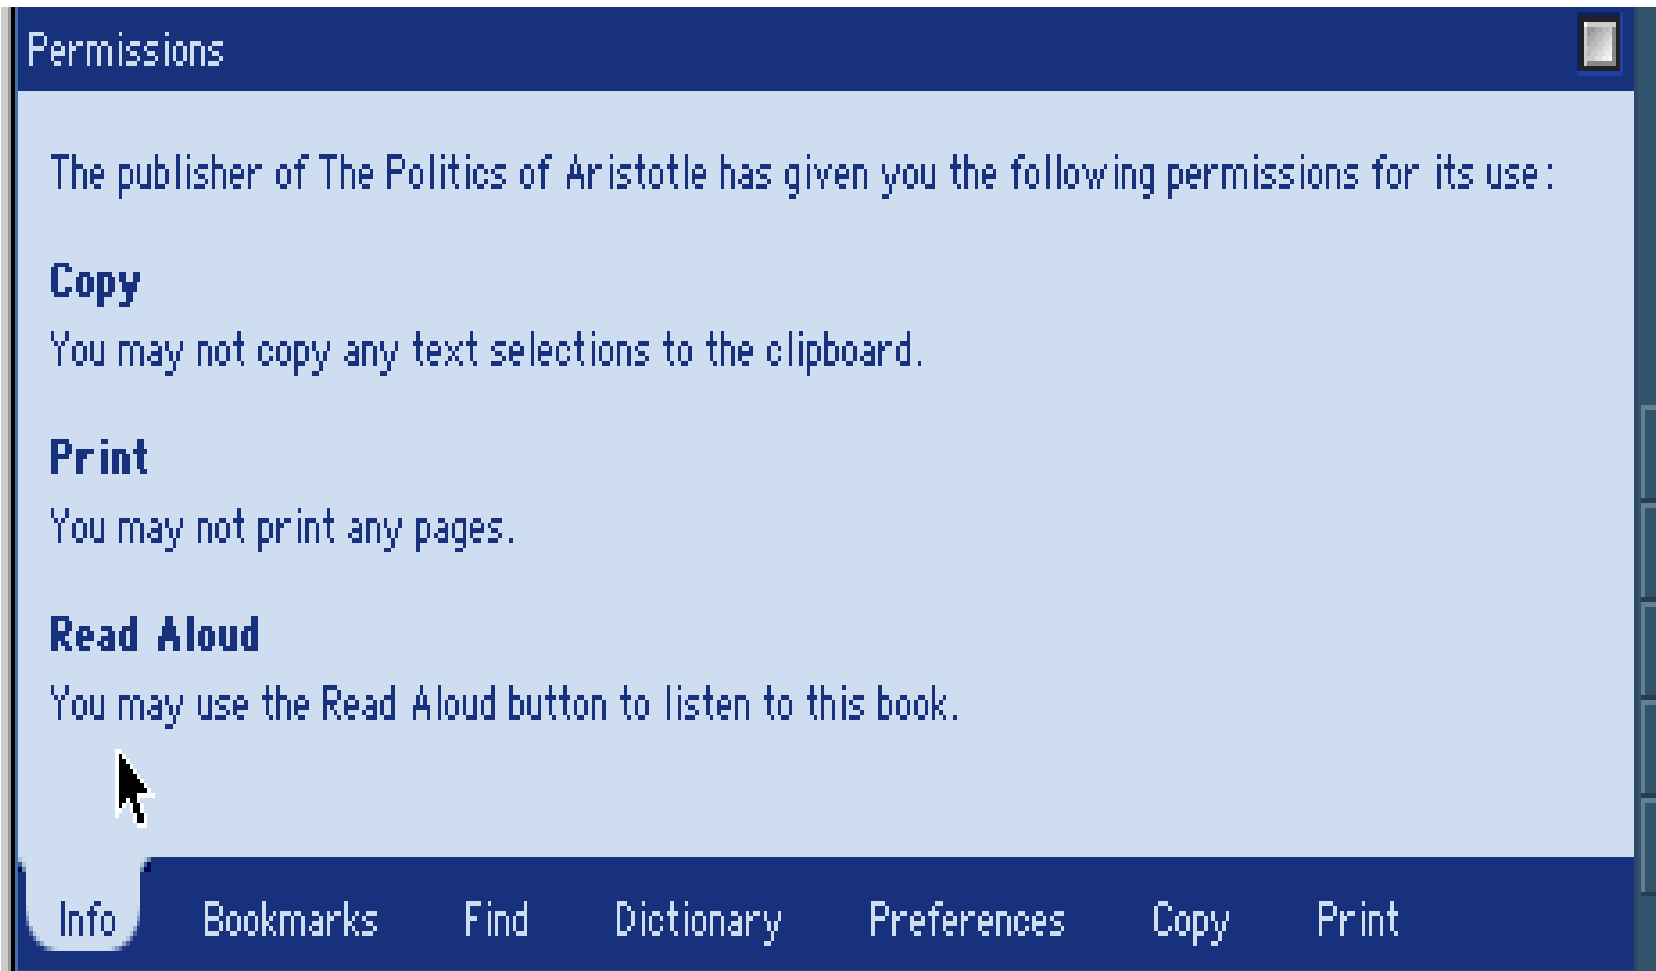 Permissions
The publisher of The Politics of Aristotle has given you the following permissions for its use:
Copy
You may not copy any text selections to the clipboard.
Print
You may not print any pages.
Read Aloud
You may use the Read Aloud button to listen to this book.
Info Bookmarks Find Dictionary Preferences Copy Print